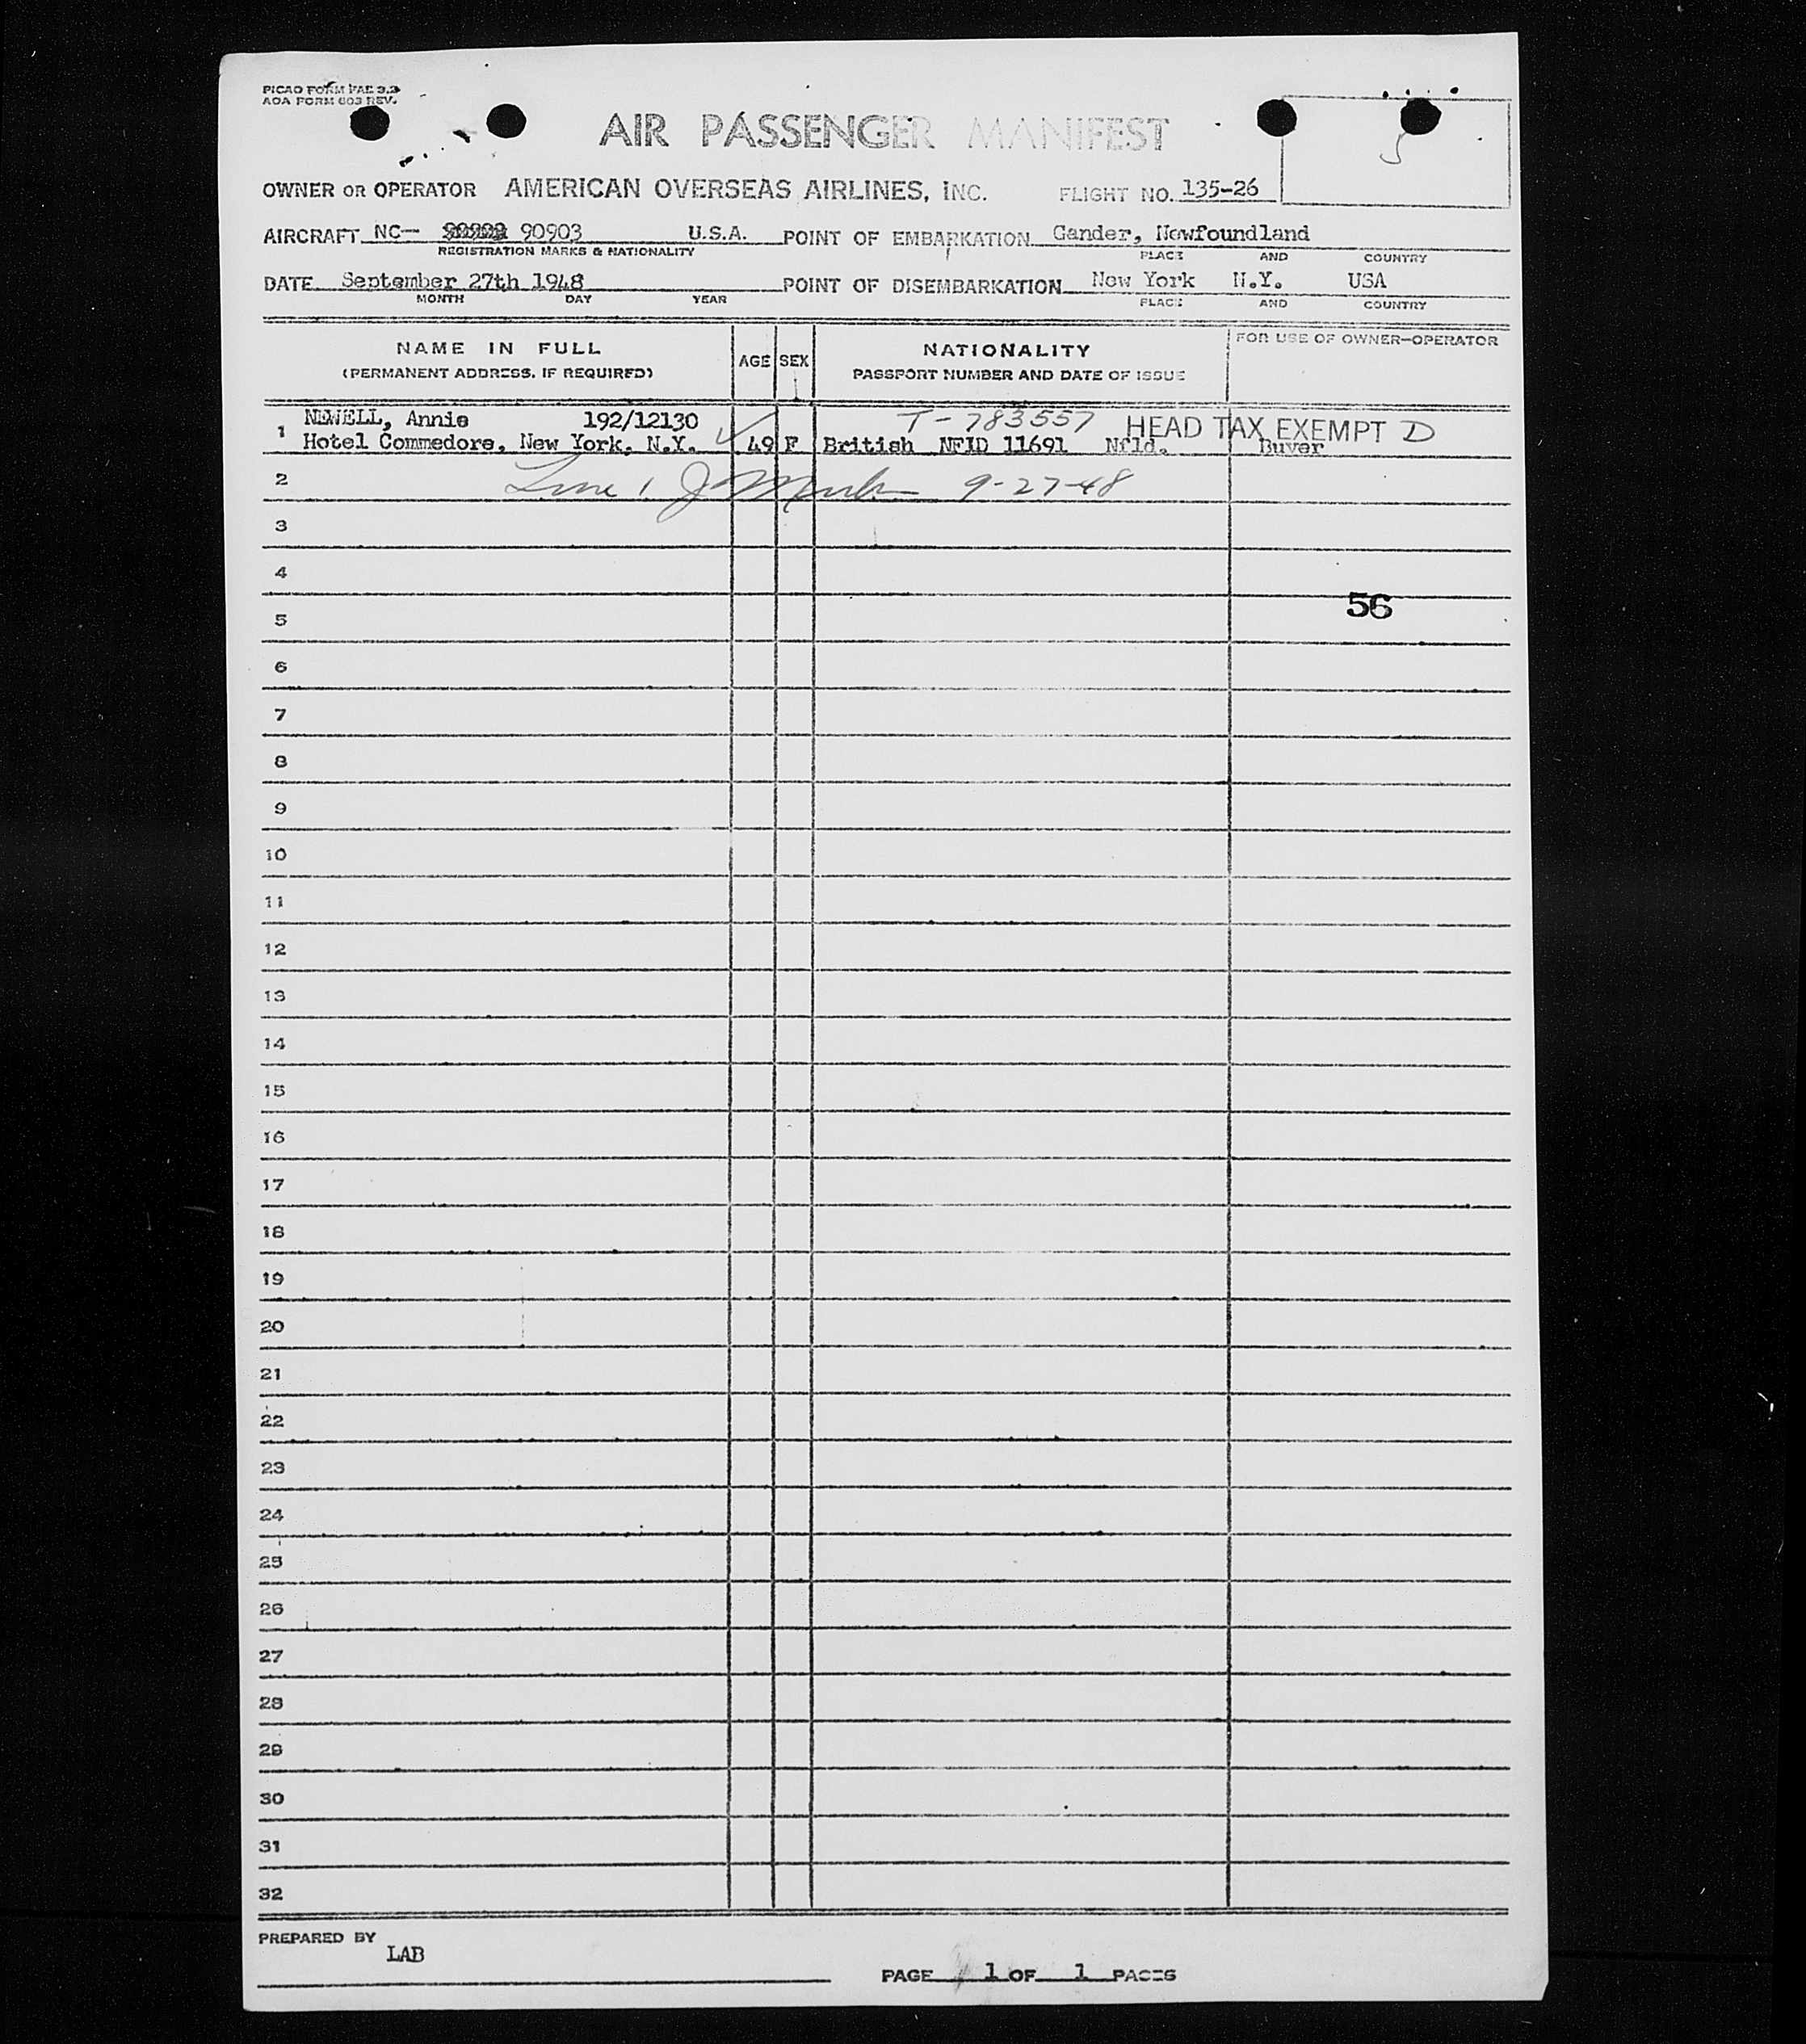 PICAO FORM PAE 3.2
AOA FORM 603 REV.
AIR PASSENGER MANIFEST
OWNER OR OPERATOR AMERICAN OVERSEAS AIRLINES, INC. FLIGHT NO. 135-26
AIRCRAFT NC— 90903 U.S.A. POINT OF EMBARKATION Gander, Newfoundland
REGISTRATION MARKS & NATIONALITY PLACE AND COUNTRY
DATE September 27th 1948 POINT OF DISEMBARKATION New York N.Y. USA
MONTH DAY YEAR PLACE AND COUNTRY
NAME IN FULL
(PERMANENT ADDRESS, IF REQUIRED)
AGE SEX
NATIONALITY
PASSPORT NUMBER AND DATE OF ISSUE
FOR USE OF OWNER-OPERATOR
NEWELL, Annie 192/12130 T-783557 HEAD TAX EXEMPT D
1 Hotel Commedore, New York, N.Y. 49 F British NFLD 11691 Nfld. Buyer
2 Line 1. 9-27-48
3
4
56
5
6
7
8
9
10
11
12
13
14
15
16
17
18
19
20
21
22
23
24
25
26
27
28
29
30
31
32
PREPARED BY
LAB
PAGE 1 OF 1 PAGES